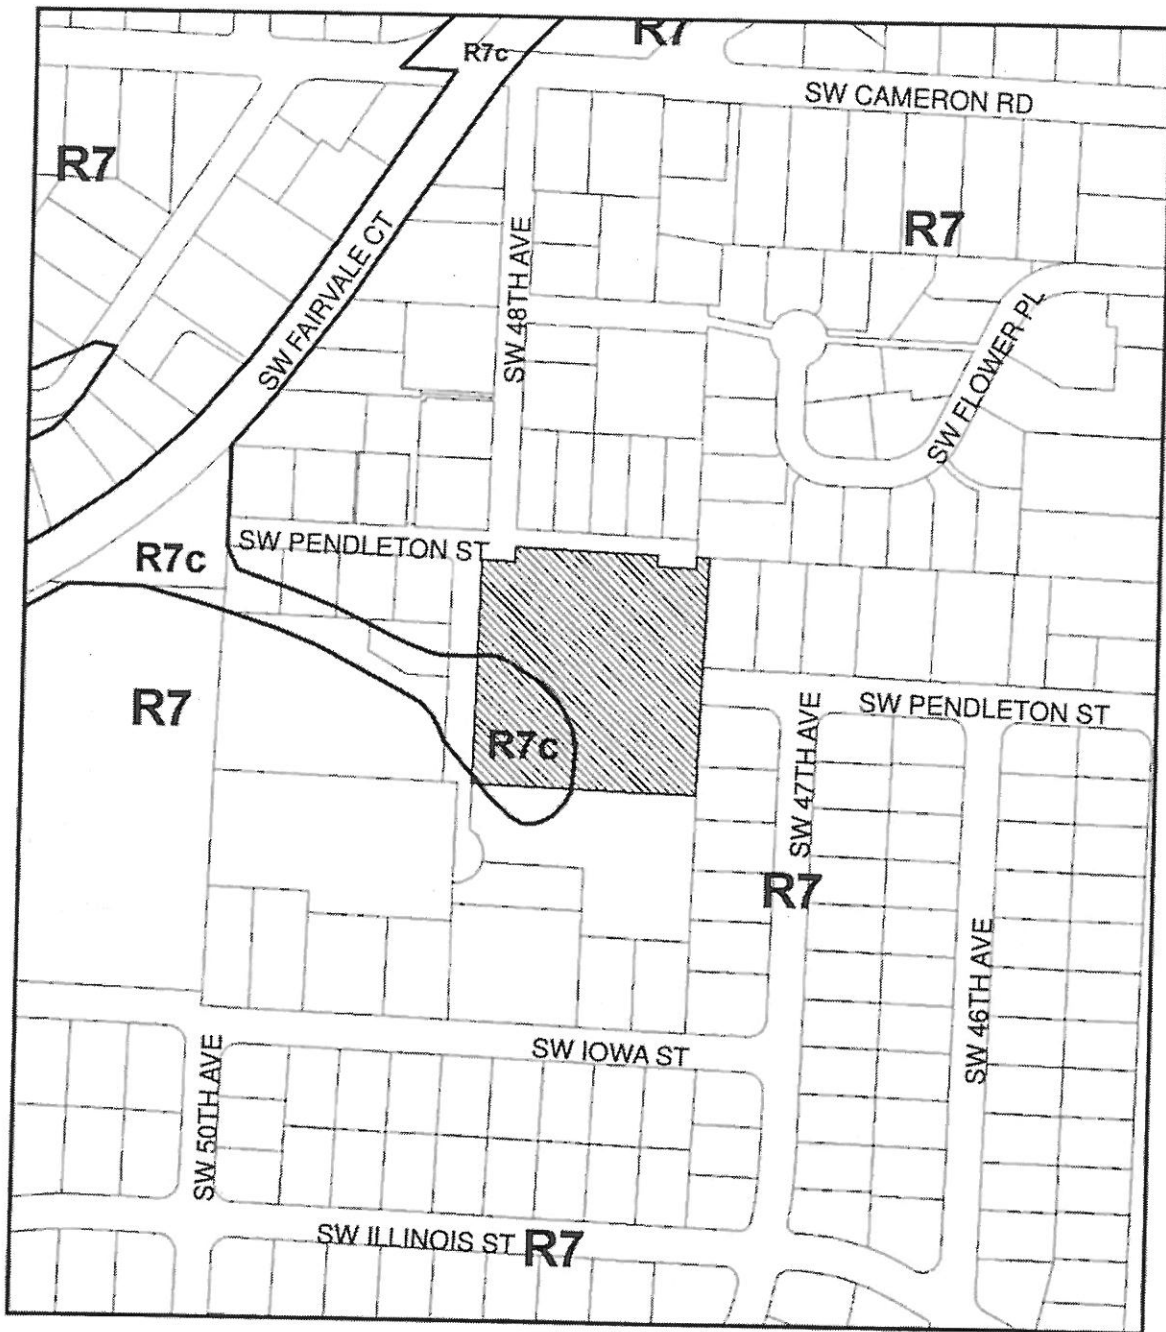 R7
R7c
SW CAMERON RD
R7
R7
SW FAIRVALE CT
SW 48TH AVE
SW FLOWER PL
SW PENDLETON ST
R7c
R7
SW PENDLETON ST
R7c
SW 47TH AVE
R7
SW 46TH AVE
SW IOWA ST
SW 50TH AVE
SW ILLINOIS ST
R7